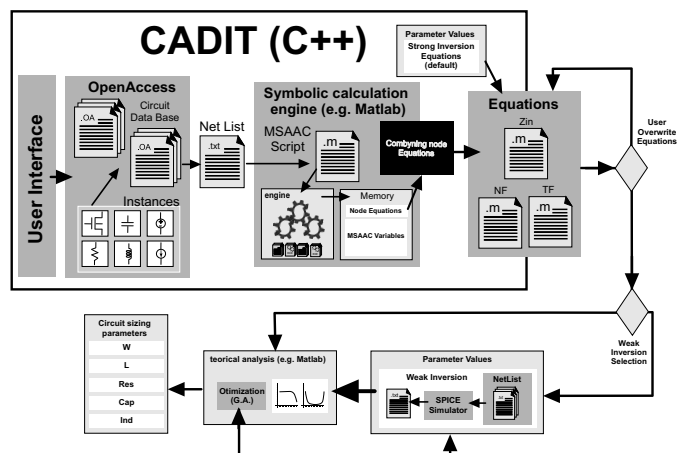 CADIT (C++)
Parameter Values
Strong Inversion
Equations
(default)
User Interface
OpenAccess
.OA
Circuit
Data Base
.OA
Instances
Net List
.txt
Symbolic calculation
engine (e.g. Matlab)
MSAAC
Script
.m
engine
Memory
Node Equations
MSAAC Variables
Combyning node
Equations
Equations
Zin
.m
NF
TF
.m
.m
User
Overwrite
Equations
Weak
Inversion
Selection
Circuit sizing
parameters
W
L
Res
Cap
Ind
teorical analysis (e.g. Matlab)
Otimization
(G.A.)
Parameter Values
Weak Inversion
.txt
SPICE
Simulator
NetList